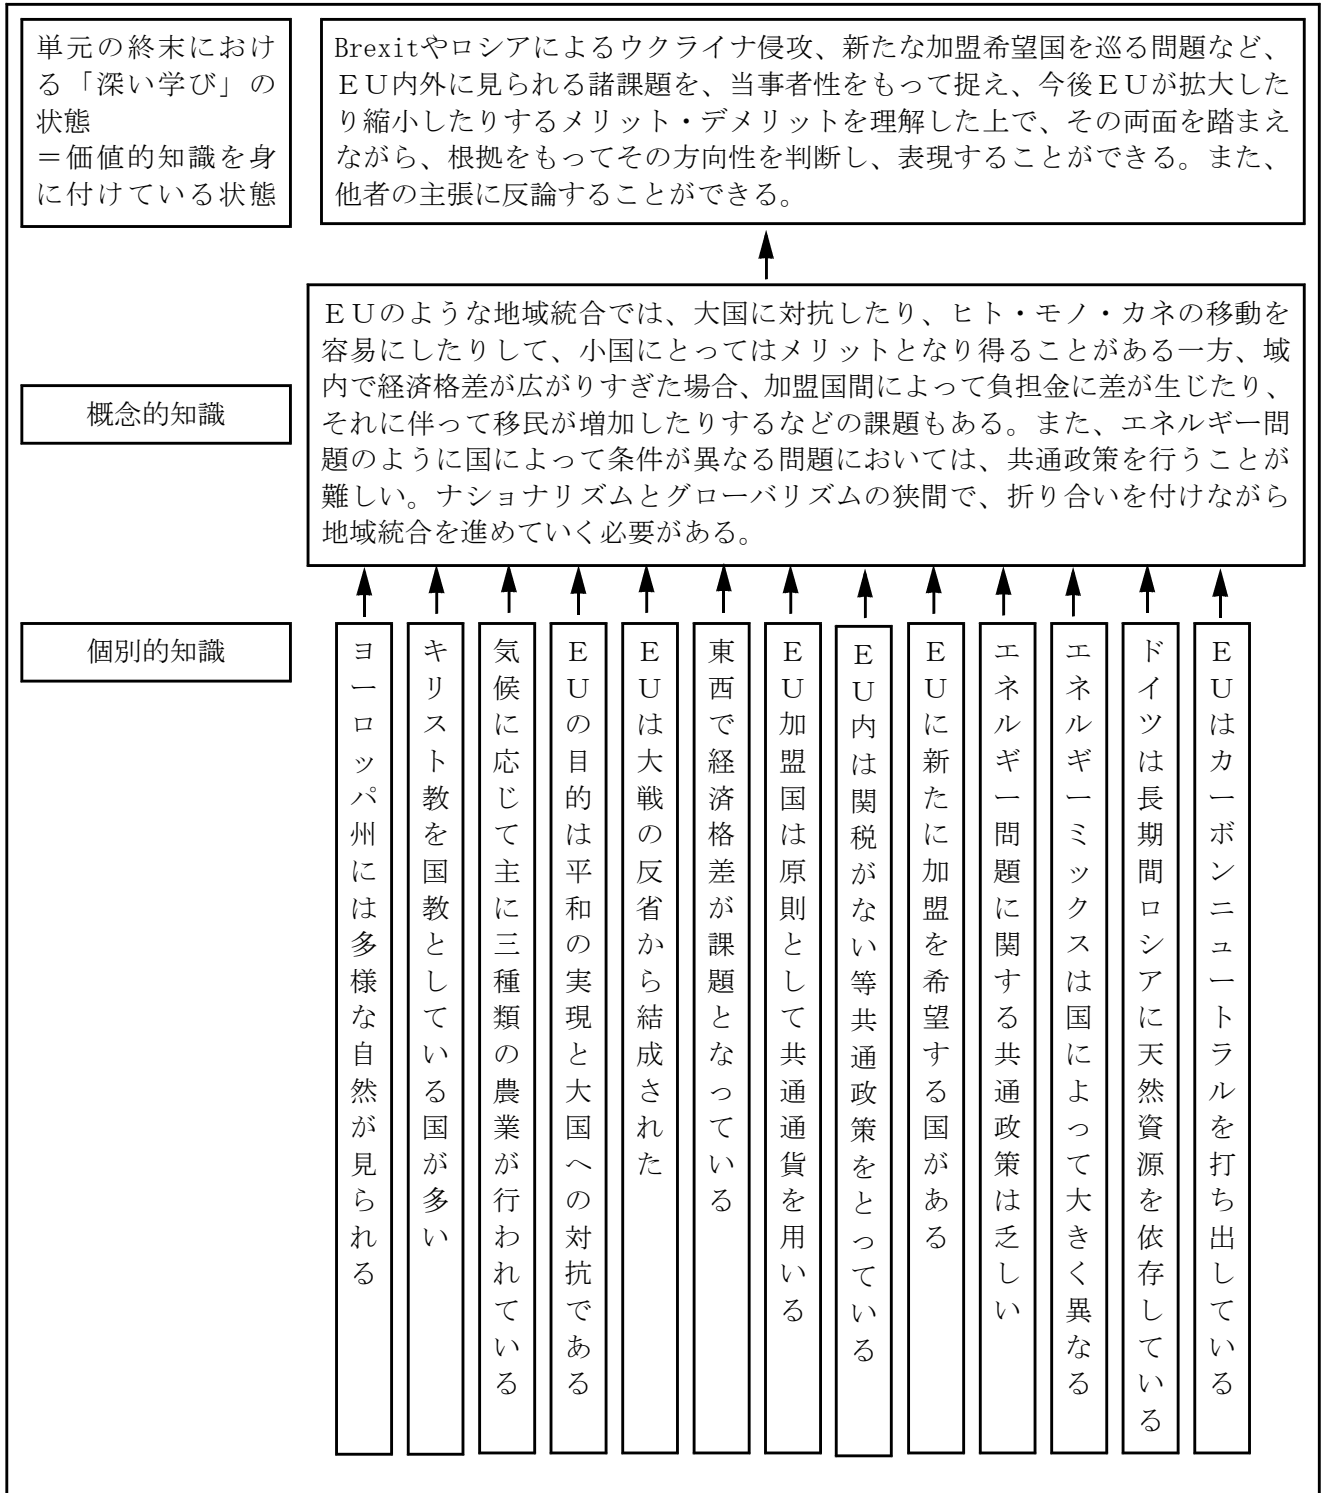 単元の終末におけ
る「深い学び」の
状態
＝価値的知識を身
に付けている状態
Brexitやロシアによるウクライナ侵攻、新たな加盟希望国を巡る問題など、
ＥＵ内外に見られる諸課題を、当事者性をもって捉え、今後ＥＵが拡大した
り縮小したりするメリット・デメリットを理解した上で、その両面を踏まえ
ながら、根拠をもってその方向性を判断し、表現することができる。また、
他者の主張に反論することができる。
概念的知識
ＥＵのような地域統合では、大国に対抗したり、ヒト・モノ・カネの移動を
容易にしたりして、小国にとってはメリットとなり得ることがある一方、域
内で経済格差が広がりすぎた場合、加盟国間によって負担金に差が生じたり、
それに伴って移民が増加したりするなどの課題もある。また、エネルギー問
題のように国によって条件が異なる問題においては、共通政策を行うことが
難しい。ナショナリズムとグローバリズムの狭間で、折り合いを付けながら
地域統合を進めていく必要がある。
個別的知識
ヨーロッパ州には多様な自然が見られる
キリスト教を国教としている国が多い
気候に応じて主に三種類の農業が行われている
ＥＵの目的は平和の実現と大国への対抗である
ＥＵは大戦の反省から結成された
東西で経済格差が課題となっている
ＥＵ加盟国は原則として共通通貨を用いる
ＥＵ内は関税がない等共通政策をとっている
ＥＵに新たに加盟を希望する国がある
エネルギー問題に関する共通政策は乏しい
エネルギーミックスは国によって大きく異なる
ドイツは長期間ロシアに天然資源を依存している
ＥＵはカーボンニュートラルを打ち出している